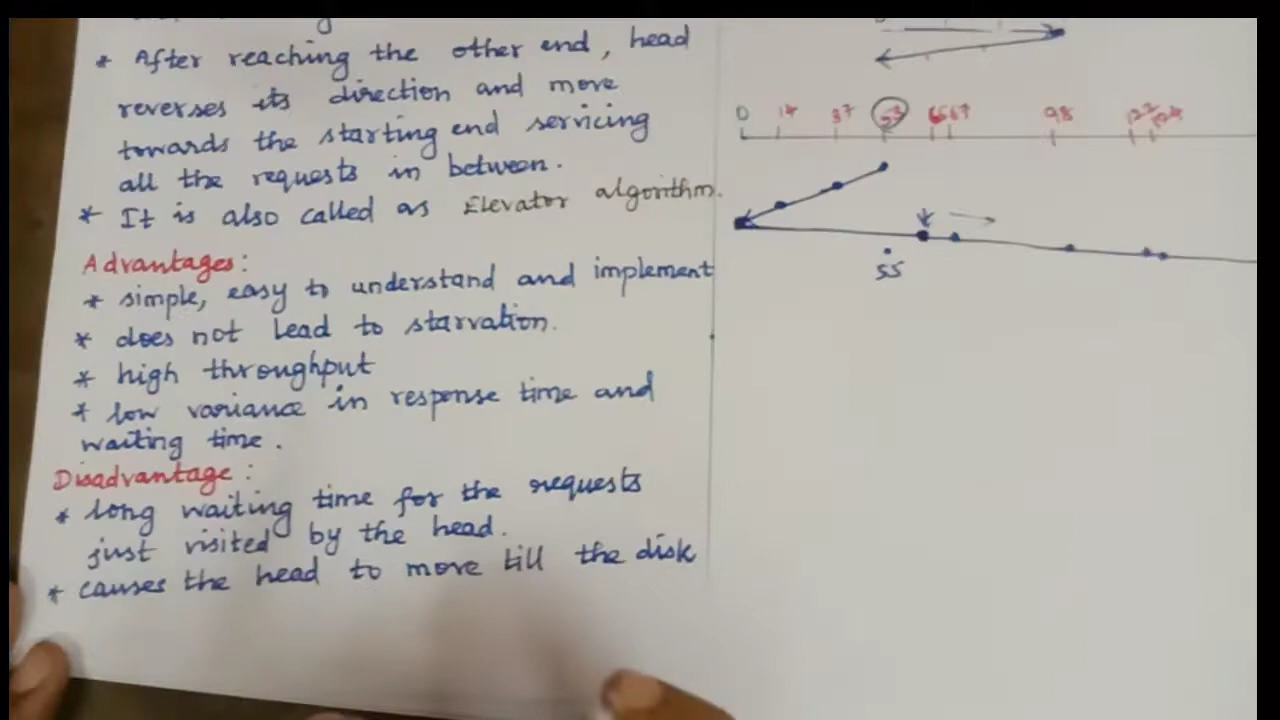 * After reaching the other end, head
reverses its direction and move
towards the starting end servicing
all the requests in between.
* It is also called as Elevator algorithm.
Advantages:
* simple, easy to understand and implement
* does not lead to starvation.
* high throughput
* low variance in response time and
waiting time.
Disadvantage:
* long waiting time for the requests
just visited by the head.
* causes the head to move till the disk
0 14 37 53 65 67 98 122 124
55